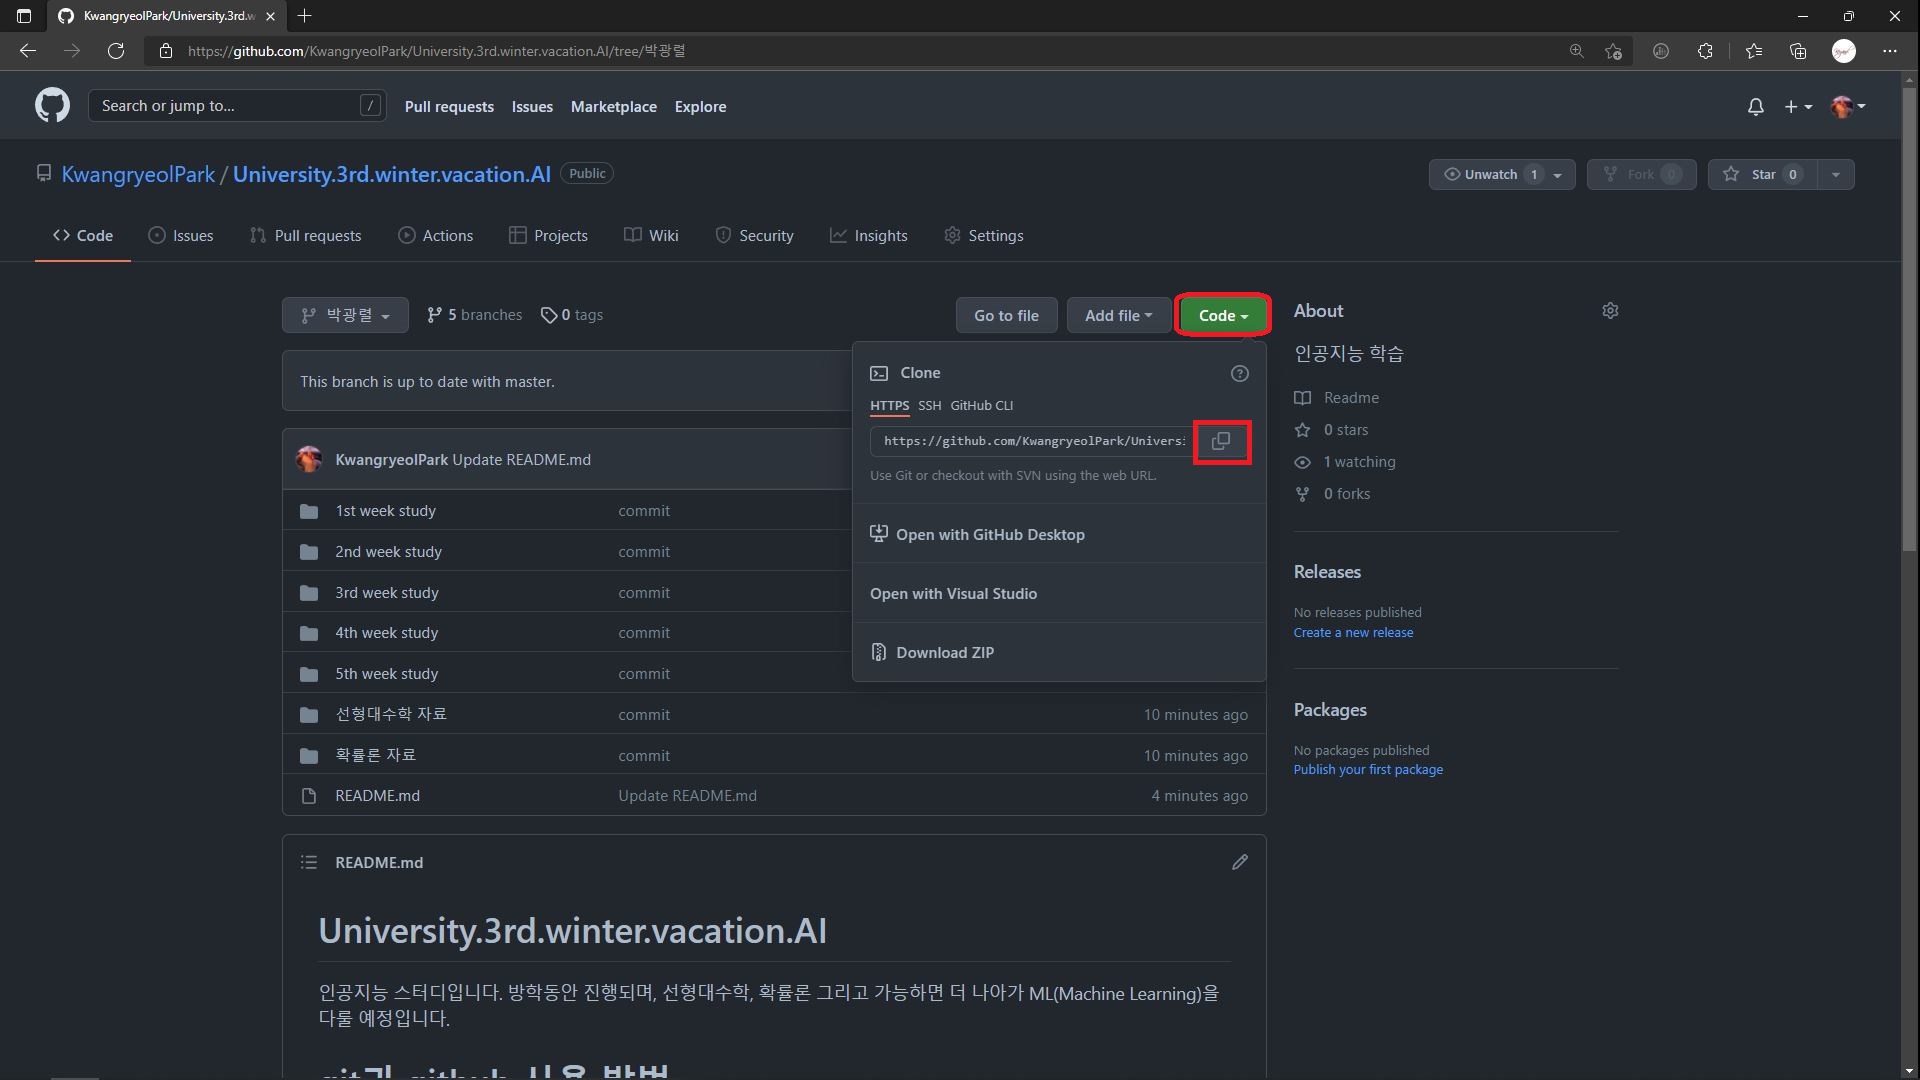 KwangryeolPark/University.3rd.w
https://github.com/KwangryeolPark/University.3rd.winter.vacation.AI/tree/박광렬
Search or jump to... /
Pull requests Issues Marketplace Explore
KwangryeolPark / University.3rd.winter.vacation.AI Public
Unwatch 1 Fork 0 Star 0
Code Issues Pull requests Actions Projects Wiki Security Insights Settings
박광렬 5 branches 0 tags Go to file Add file Code
This branch is up to date with master.
Clone
HTTPS SSH GitHub CLI
https://github.com/KwangryeolPark/Universi
Use Git or checkout with SVN using the web URL.
Open with GitHub Desktop
Open with Visual Studio
Download ZIP
KwangryeolPark Update README.md
1st week study commit
2nd week study commit
3rd week study commit
4th week study commit
5th week study commit
선형대수학 자료 commit 10 minutes ago
확률론 자료 commit 10 minutes ago
README.md Update README.md 4 minutes ago
README.md
University.3rd.winter.vacation.AI
인공지능 스터디입니다. 방학동안 진행되며, 선형대수학, 확률론 그리고 가능하면 더 나아가 ML(Machine Learning)을
다룰 예정입니다.
git과 github 사용 방법
About
인공지능 학습
Readme
0 stars
1 watching
0 forks
Releases
No releases published
Create a new release
Packages
No packages published
Publish your first package